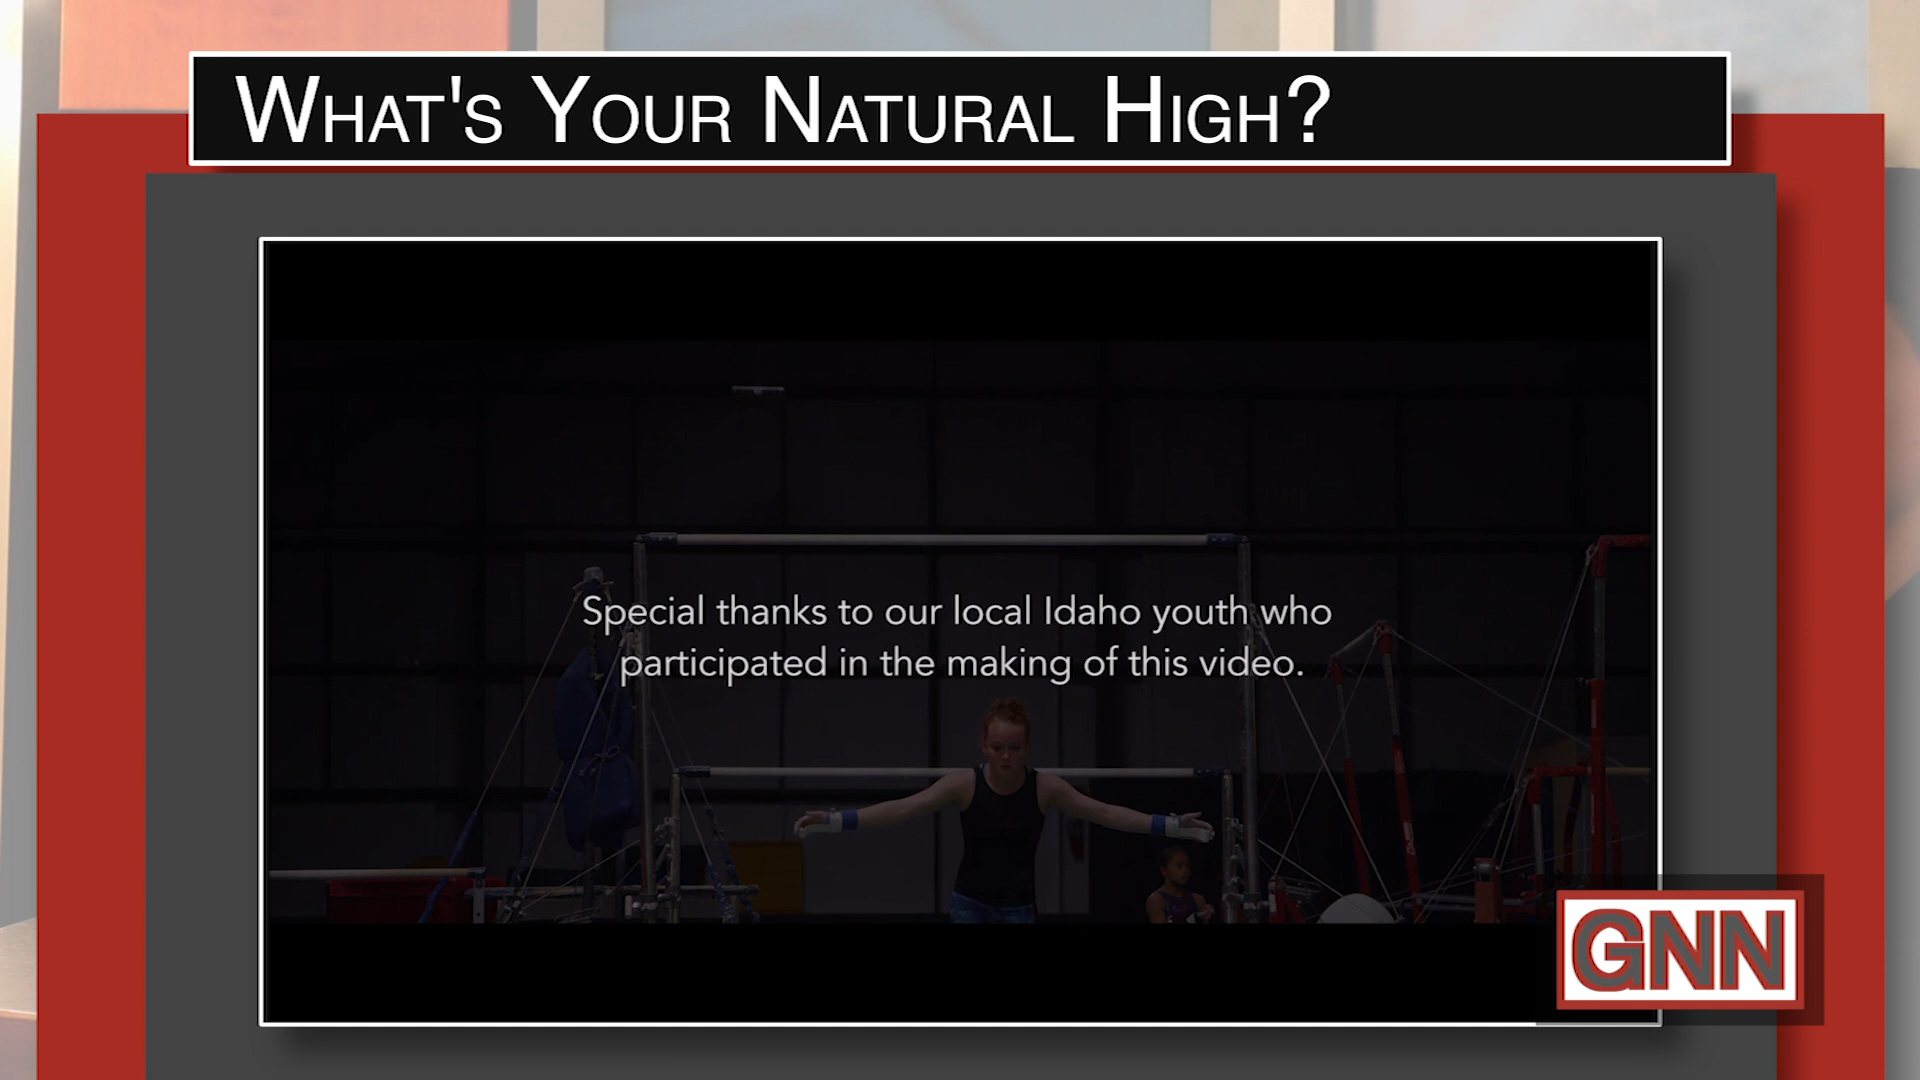 What's Your Natural High?
Special thanks to our local Idaho youth who
participated in the making of this video.
GNN